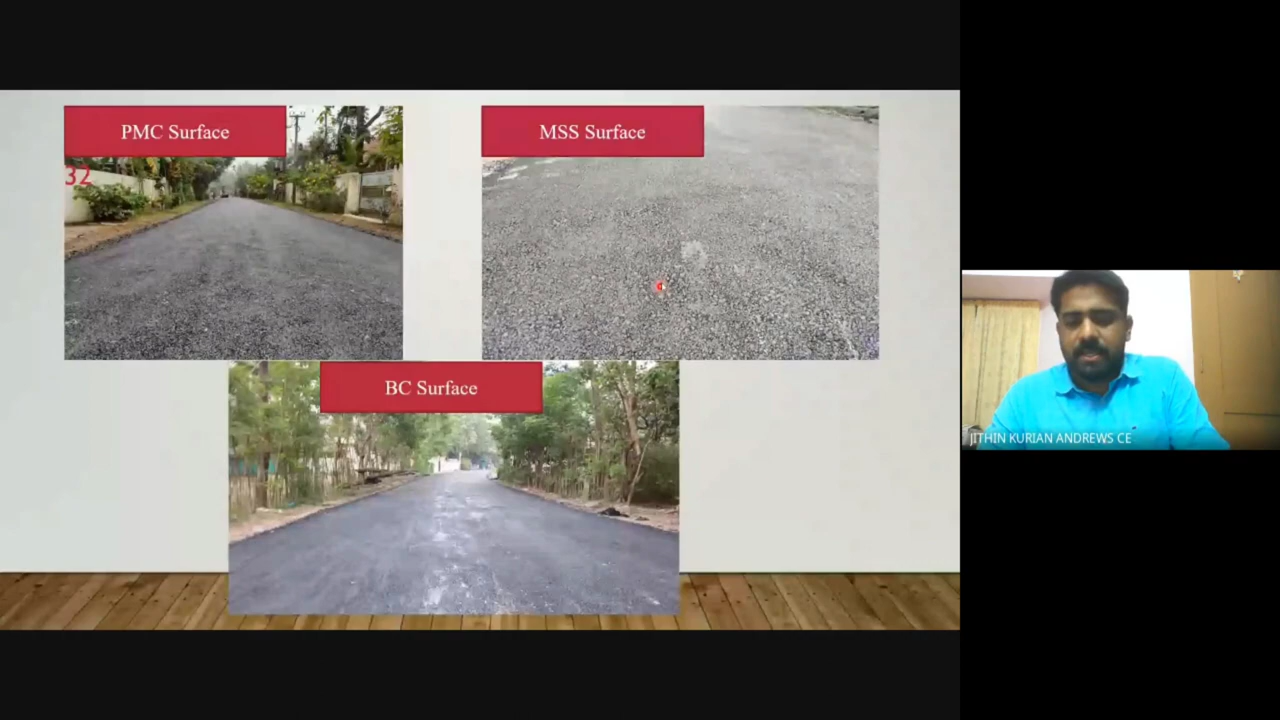 PMC Surface
MSS Surface
32
BC Surface
JITHIN KURIAN ANDREWS CE